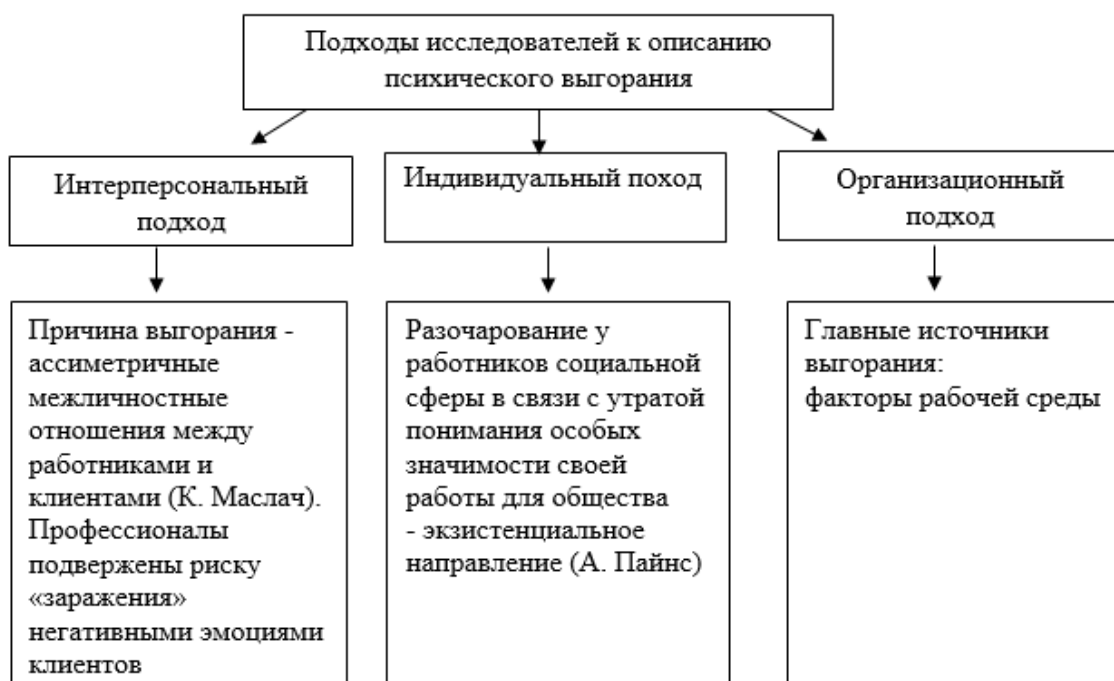 Подходы исследователей к описанию
психического выгорания
Интерперсональный
подход
Индивидуальный поход
Организационный
подход
Причина выгорания -
ассиметричные
межличностные
отношения между
работниками и
клиентами (К. Маслач).
Профессионалы
подвержены риску
«заражения»
негативными эмоциями
клиентов
Разочарование у
работников социальной
сферы в связи с утратой
понимания особых
значимости своей
работы для общества
- экзистенциальное
направление (А. Пайнс)
Главные источники
выгорания:
факторы рабочей среды